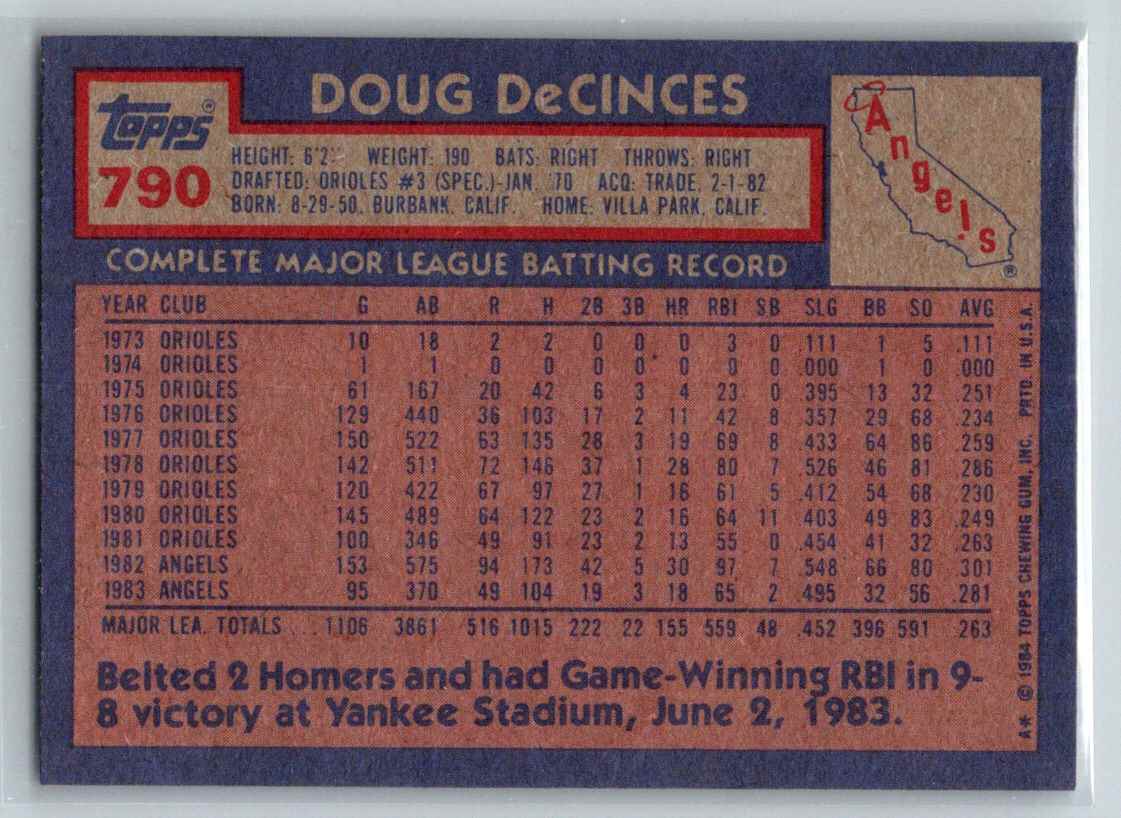 DOUG DeCINCES
Topps ®
790
HEIGHT: 6'2" WEIGHT: 190 BATS: RIGHT THROWS: RIGHT
DRAFTED: ORIOLES #3 (SPEC.)-JAN. '70 ACQ: TRADE, 2-1-82
BORN: 8-29-50, BURBANK, CALIF. HOME: VILLA PARK, CALIF.
Angels
®
COMPLETE MAJOR LEAGUE BATTING RECORD
YEAR CLUB G AB R H 2B 3B HR RBI SB SLG BB SO AVG
1973 ORIOLES 10 18 2 2 0 0 0 3 0 .111 1 5 .111
1974 ORIOLES 1 1 0 0 0 0 0 0 0 .000 1 0 .000
1975 ORIOLES 61 167 20 42 6 3 4 23 0 .395 13 32 .251
1976 ORIOLES 129 440 36 103 17 2 11 42 8 .357 29 68 .234
1977 ORIOLES 150 522 63 135 28 3 19 69 8 .433 64 86 .259
1978 ORIOLES 142 511 72 146 37 1 28 80 7 .526 46 81 .286
1979 ORIOLES 120 422 67 97 27 1 16 61 5 .412 54 68 .230
1980 ORIOLES 145 489 64 122 23 2 16 64 11 .403 49 83 .249
1981 ORIOLES 100 346 49 91 23 2 13 55 0 .454 41 32 .263
1982 ANGELS 153 575 94 173 42 5 30 97 7 .548 66 80 .301
1983 ANGELS 95 370 49 104 19 3 18 65 2 .495 32 56 .281
MAJOR LEA. TOTALS ... 1106 3861 516 1015 222 22 155 559 48 .452 396 591 .263
Belted 2 Homers and had Game-Winning RBI in 9-
8 victory at Yankee Stadium, June 2, 1983.
A* © 1984 TOPPS CHEWING GUM, INC. PRTD. IN U.S.A.